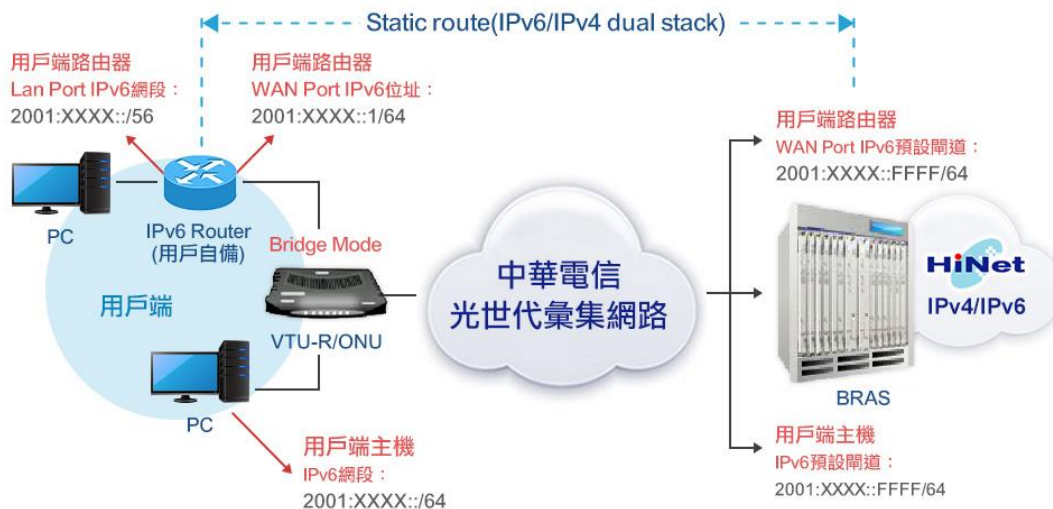 Static route(IPv6/IPv4 dual stack)
用戶端路由器
Lan Port IPv6網段：
2001:XXXX::/56
用戶端路由器
WAN Port IPv6位址：
2001:XXXX::1/64
用戶端路由器
WAN Port IPv6預設閘道：
2001:XXXX::FFFF/64
PC
IPv6 Router
(用戶自備)
Bridge Mode
用戶端
VTU-R/ONU
中華電信
光世代彙集網路
HiNet
IPv4/IPv6
BRAS
PC
用戶端主機
IPv6網段：
2001:XXXX::/64
用戶端主機
IPv6預設閘道：
2001:XXXX::FFFF/64